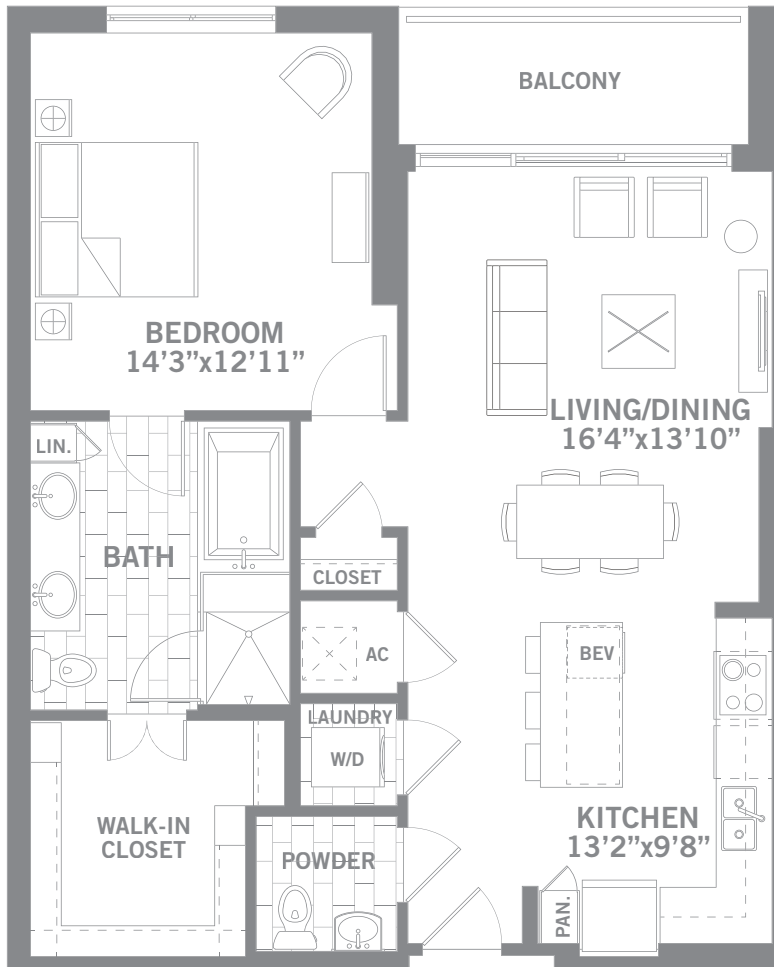 BALCONY
BEDROOM
14’3”x12’11”
LIVING/DINING
16’4”x13’10”
LIN.
BATH
CLOSET
AC
BEV
LAUNDRY
W/D
WALK-IN
CLOSET
KITCHEN
13’2”x9’8”
POWDER
PAN.